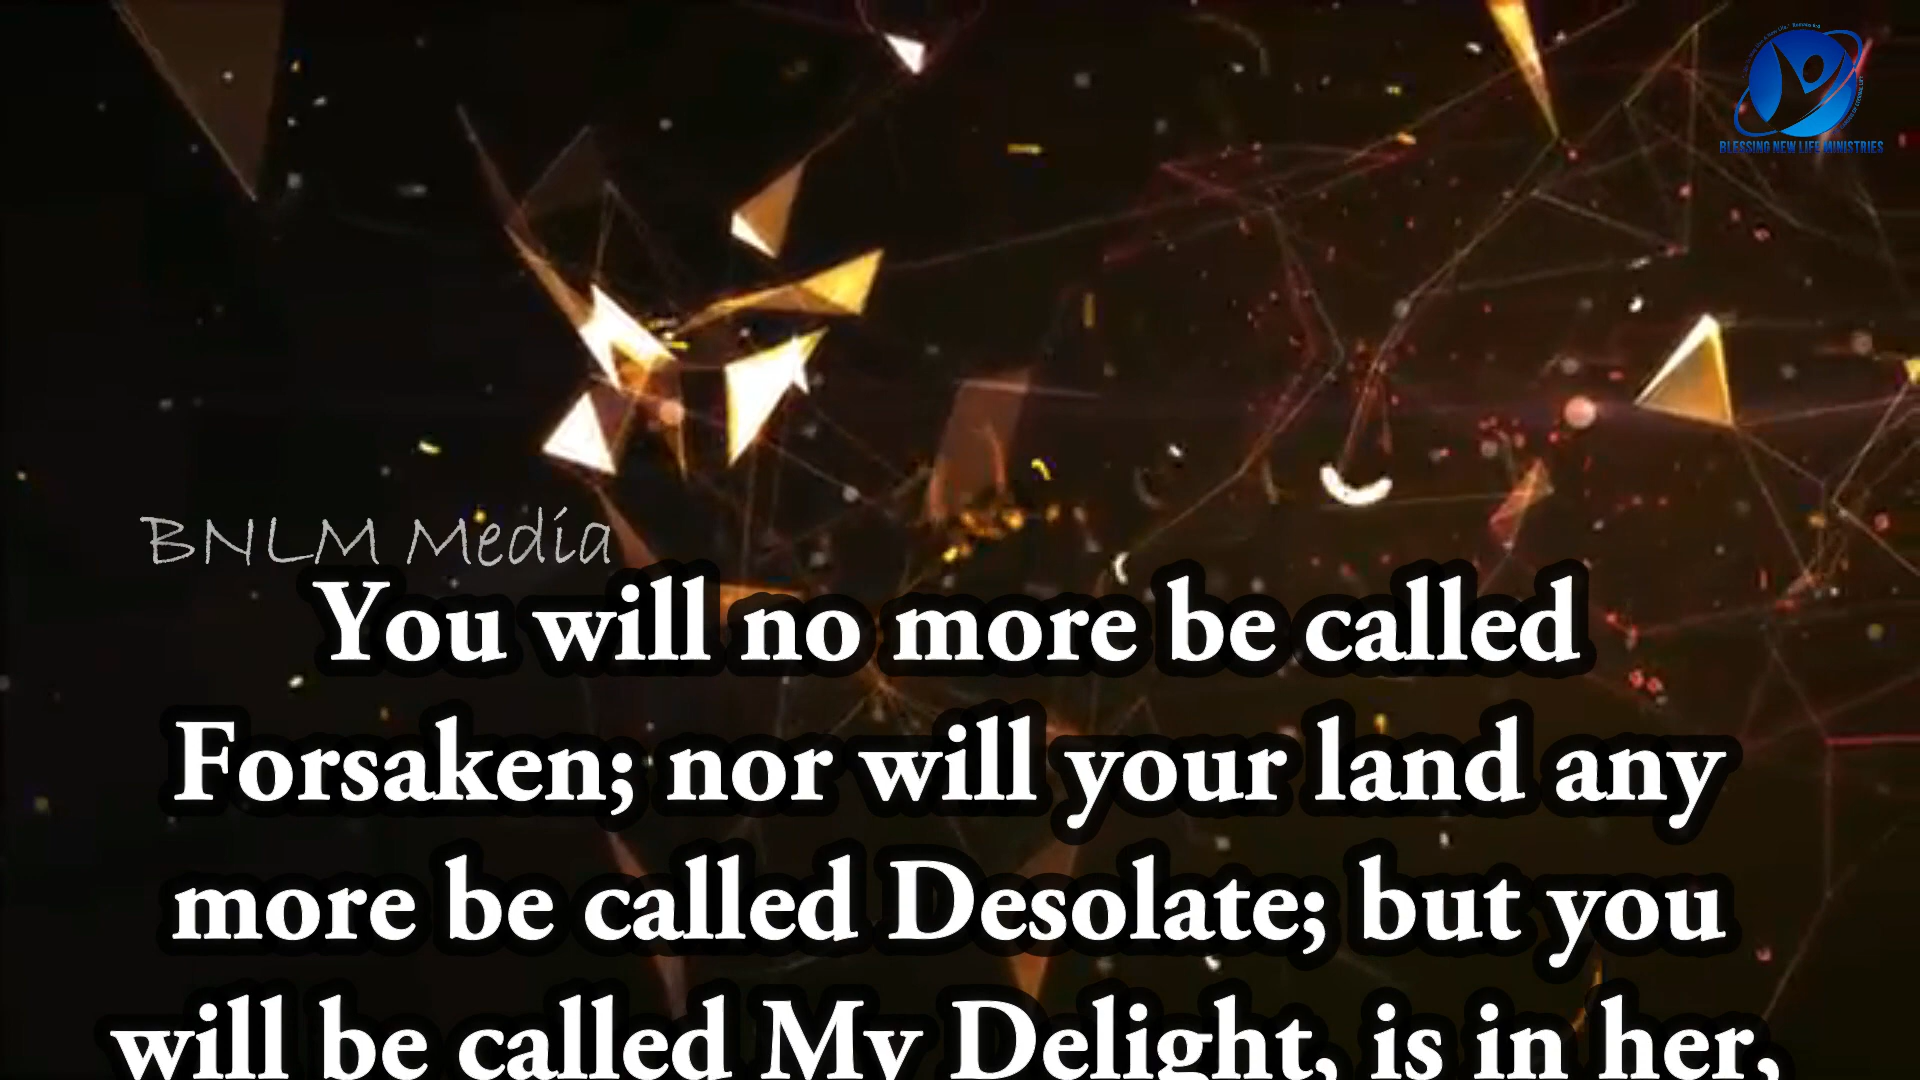 BLESSING NEW LIFE MINISTRIES
BNLM Media
You will no more be called
Forsaken; nor will your land any
more be called Desolate; but you
will be called My Delight, is in her,